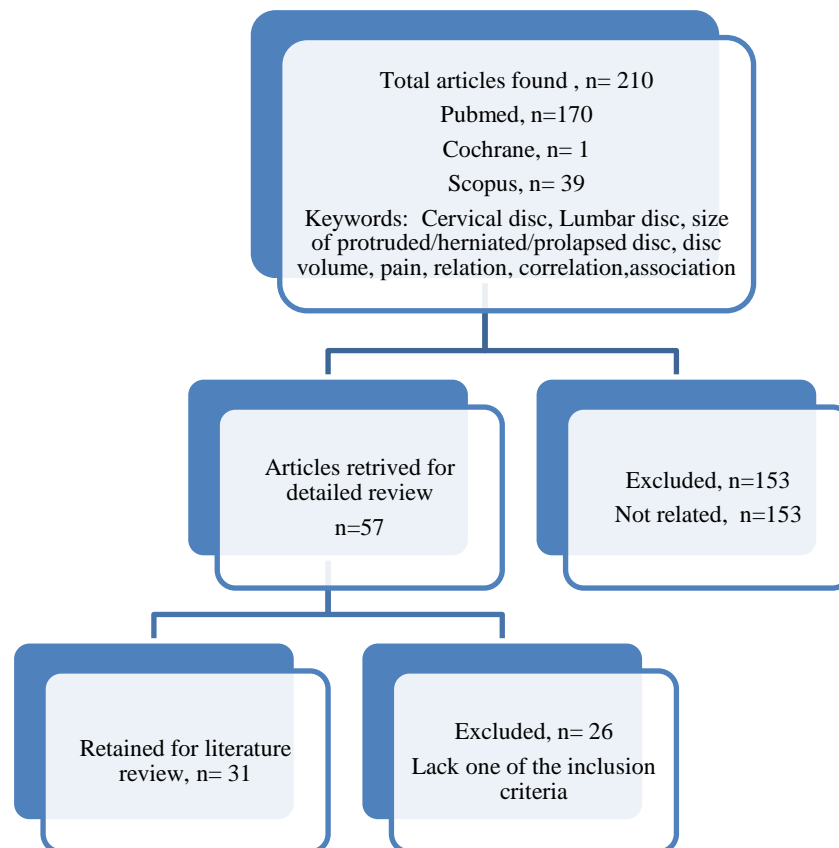 Total articles found , n= 210
Pubmed, n=170
Cochrane, n= 1
Scopus, n= 39
Keywords:  Cervical disc, Lumbar disc, size
of protruded/herniated/prolapsed disc, disc
volume, pain, relation, correlation,association
Articles retrived for
detailed review
n=57
Excluded, n=153
Not related,  n=153
Retained for literature
review, n= 31
Excluded, n= 26
Lack one of the inclusion
criteria